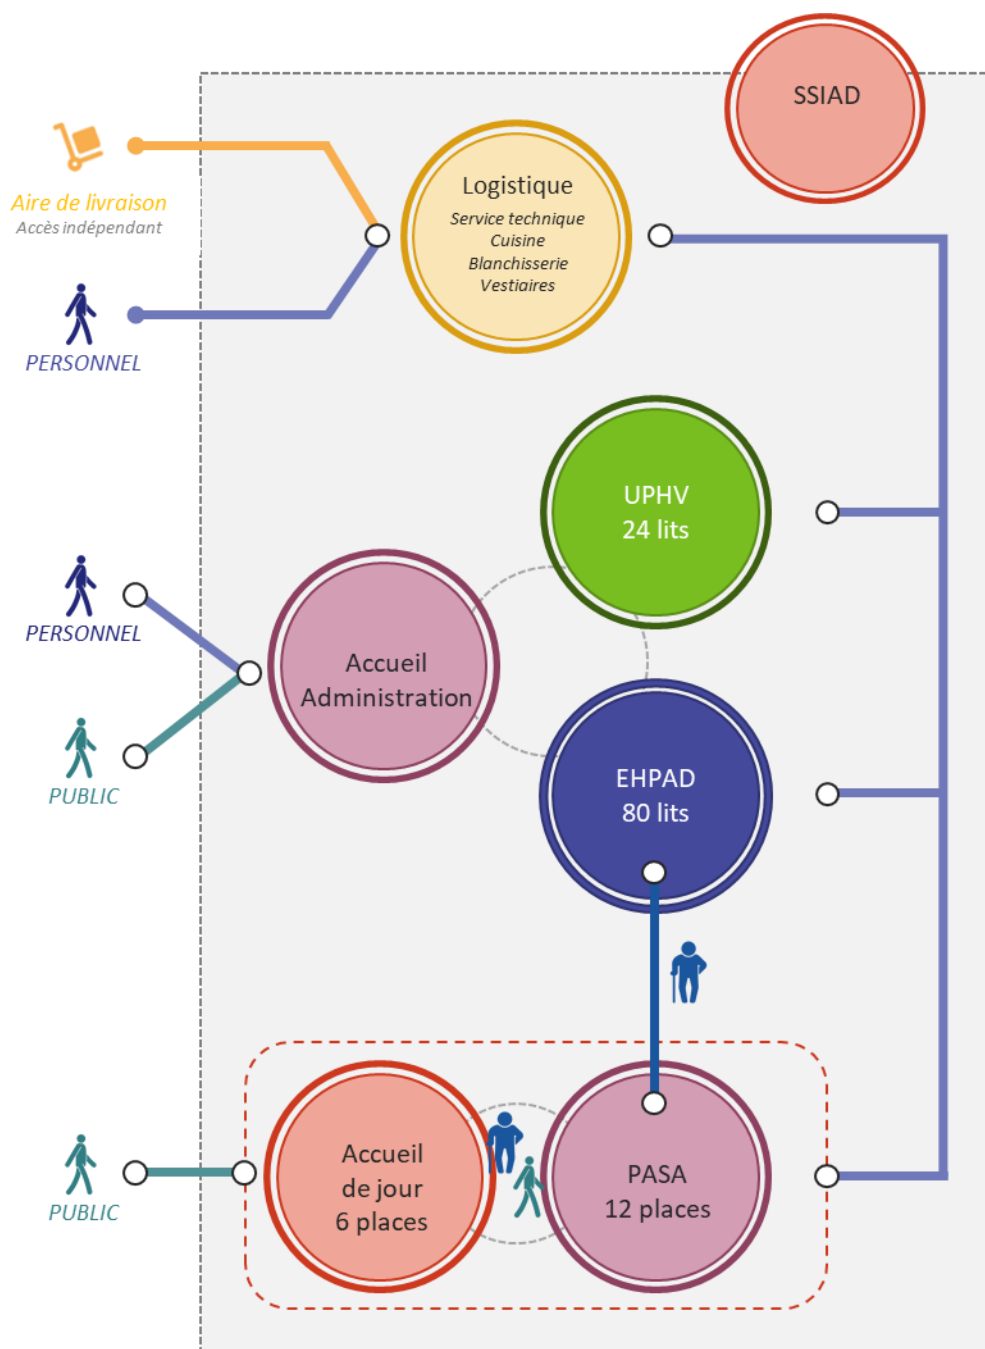 SSIAD
Logistique
Service technique
Cuisine
Blanchisserie
Vestiaires
Aire de livraison
Accès indépendant
PERSONNEL
UPHV
24 lits
PERSONNEL
Accueil
Administration
PUBLIC
EHPAD
80 lits
Accueil
de jour
6 places
PASA
12 places
PUBLIC